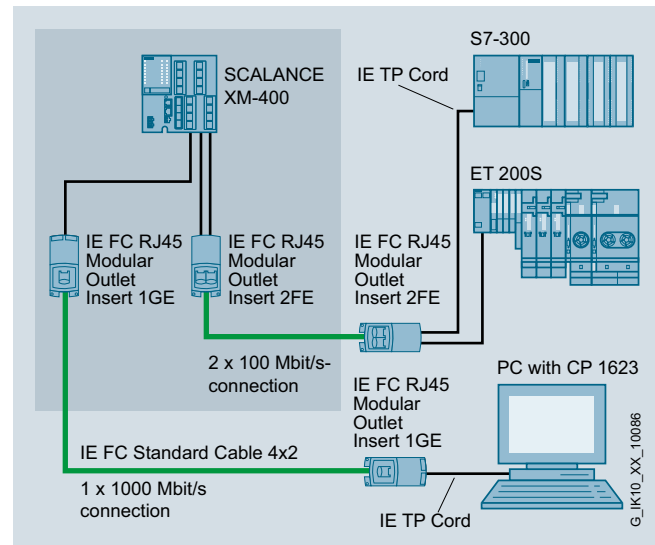 S7-300
SCALANCE
XM-400
IE TP Cord
ET 200S
IE FC RJ45
Modular
Outlet
Insert 1GE
IE FC RJ45
Modular
Outlet
Insert 2FE
IE FC RJ45
Modular
Outlet
Insert 2FE
2 x 100 Mbit/s-
connection
PC with CP 1623
IE FC RJ45
Modular
Outlet
Insert 1GE
IE FC Standard Cable 4x2
1 x 1000 Mbit/s
connection
IE TP Cord
G_IK10_XX_10086